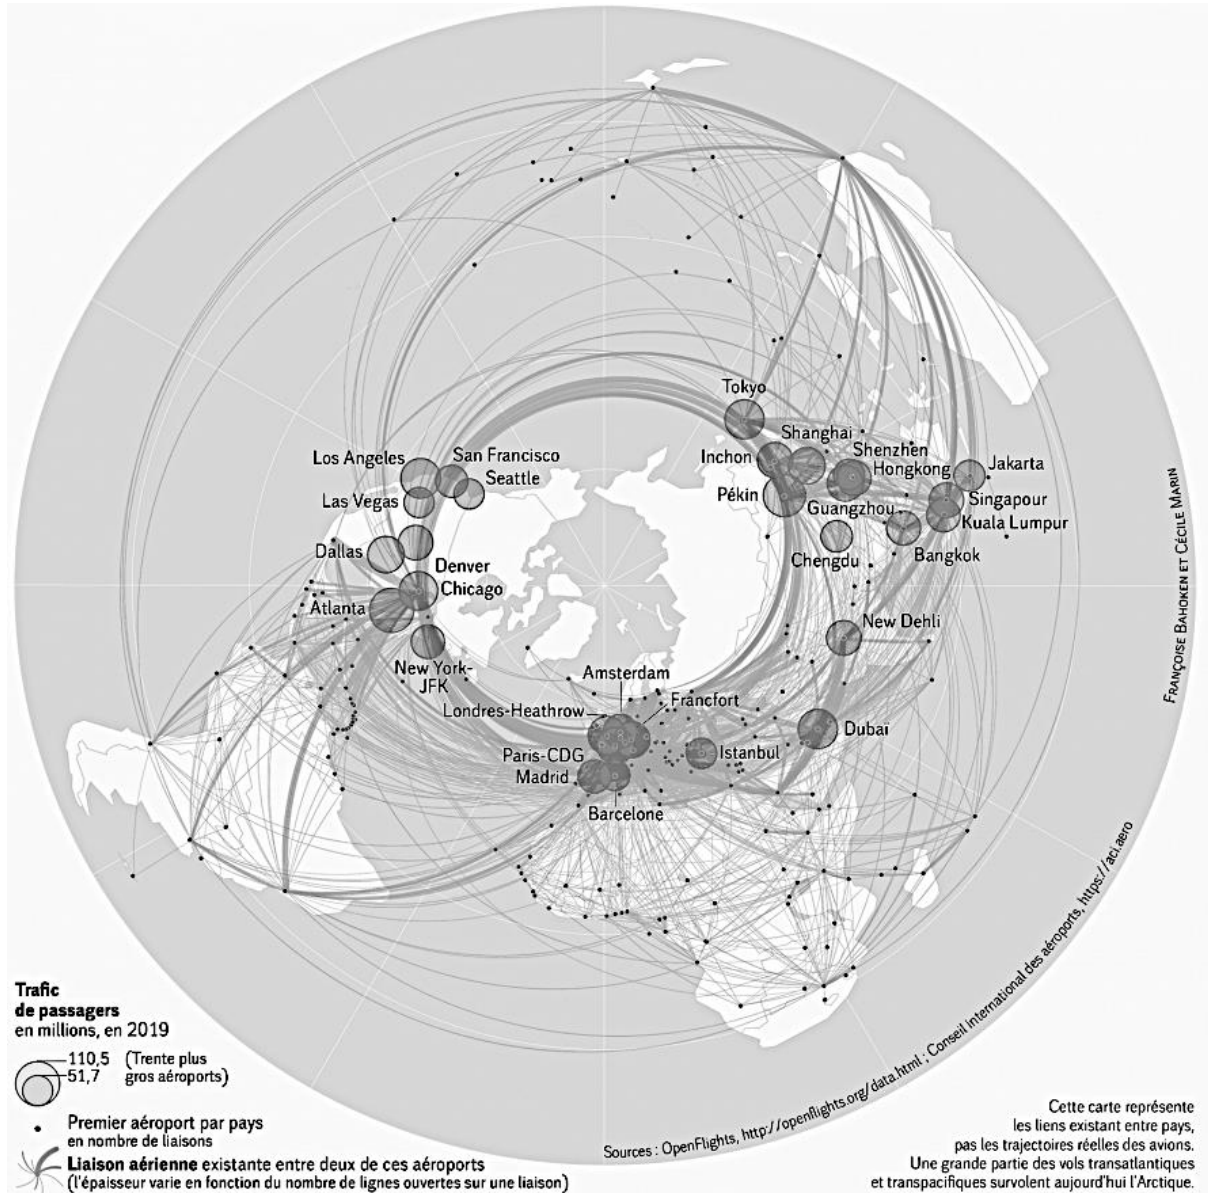 Tokyo
Shanghai
Inchon
Shenzhen
Hongkong
Jakarta
Pékin
Guangzhou
Singapour
Kuala Lumpur
Chengdu
Bangkok
Los Angeles
San Francisco
Seattle
Las Vegas
Dallas
Denver
Chicago
Atlanta
New York-
JFK
New Dehli
Amsterdam
Londres-Heathrow
Francfort
Paris-CDG
Madrid
Istanbul
Dubaï
Barcelone
FRANÇOISE BAHOKEN ET CÉCILE MARIN
Sources : OpenFlights, http://openflights.org/data.html ; Conseil international des aéroports, https://aci.aero
Trafic
de passagers
en millions, en 2019
110,5 (Trente plus
51,7 gros aéroports)
Premier aéroport par pays
en nombre de liaisons
Liaison aérienne existante entre deux de ces aéroports
(l'épaisseur varie en fonction du nombre de lignes ouvertes sur une liaison)
Cette carte représente
les liens existant entre pays,
pas les trajectoires réelles des avions.
Une grande partie des vols transatlantiques
et transpacifiques survolent aujourd'hui l'Arctique.